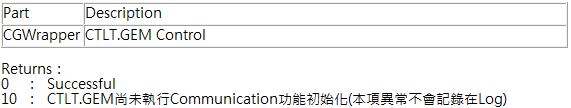 Part Description
CGWrapper CTLT.GEM Control
Returns：
0 ： Successful
10 ： CTLT.GEM尚未執行Communication功能初始化(本項異常不會記錄在Log)